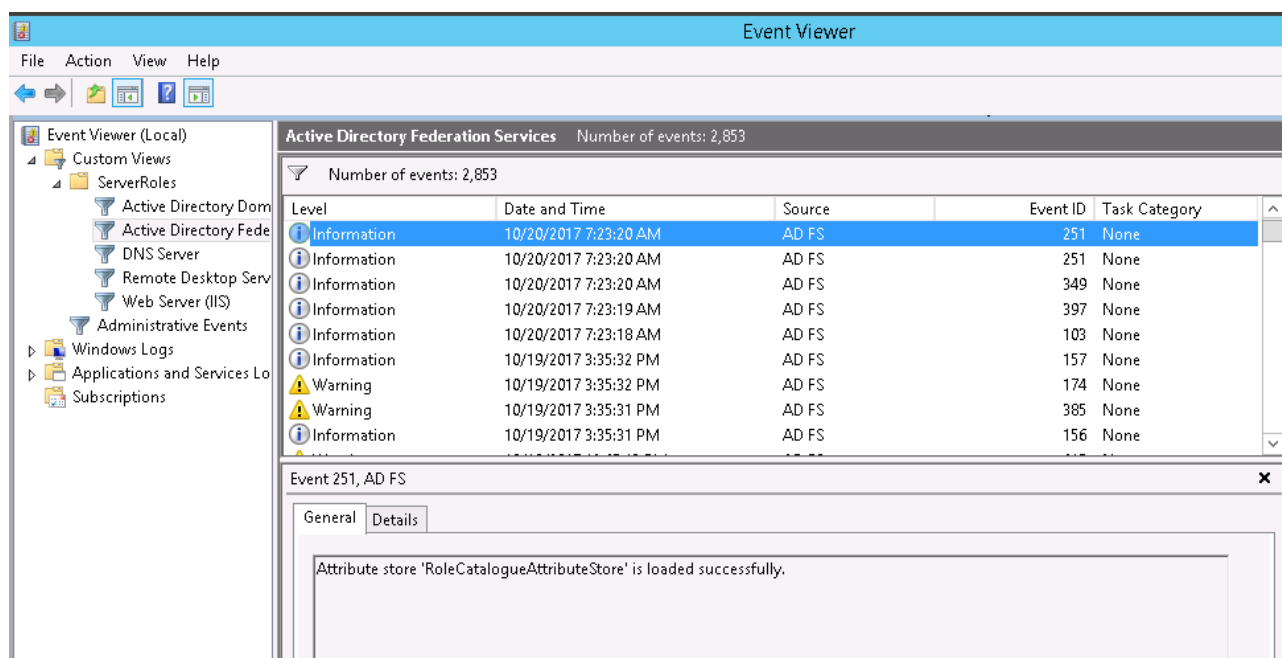 Event Viewer
File Action View Help
Event Viewer (Local)
Custom Views
ServerRoles
Active Directory Dom
Active Directory Fede
DNS Server
Remote Desktop Serv
Web Server (IIS)
Administrative Events
Windows Logs
Applications and Services Lo
Subscriptions
Active Directory Federation Services Number of events: 2,853
Number of events: 2,853
Level Date and Time Source Event ID Task Category
Information 10/20/2017 7:23:20 AM AD FS 251 None
Information 10/20/2017 7:23:20 AM AD FS 251 None
Information 10/20/2017 7:23:20 AM AD FS 349 None
Information 10/20/2017 7:23:19 AM AD FS 397 None
Information 10/20/2017 7:23:18 AM AD FS 103 None
Information 10/19/2017 3:35:32 PM AD FS 157 None
Warning 10/19/2017 3:35:32 PM AD FS 174 None
Warning 10/19/2017 3:35:31 PM AD FS 385 None
Information 10/19/2017 3:35:31 PM AD FS 156 None
Event 251, AD FS
General Details
Attribute store 'RoleCatalogueAttributeStore' is loaded successfully.